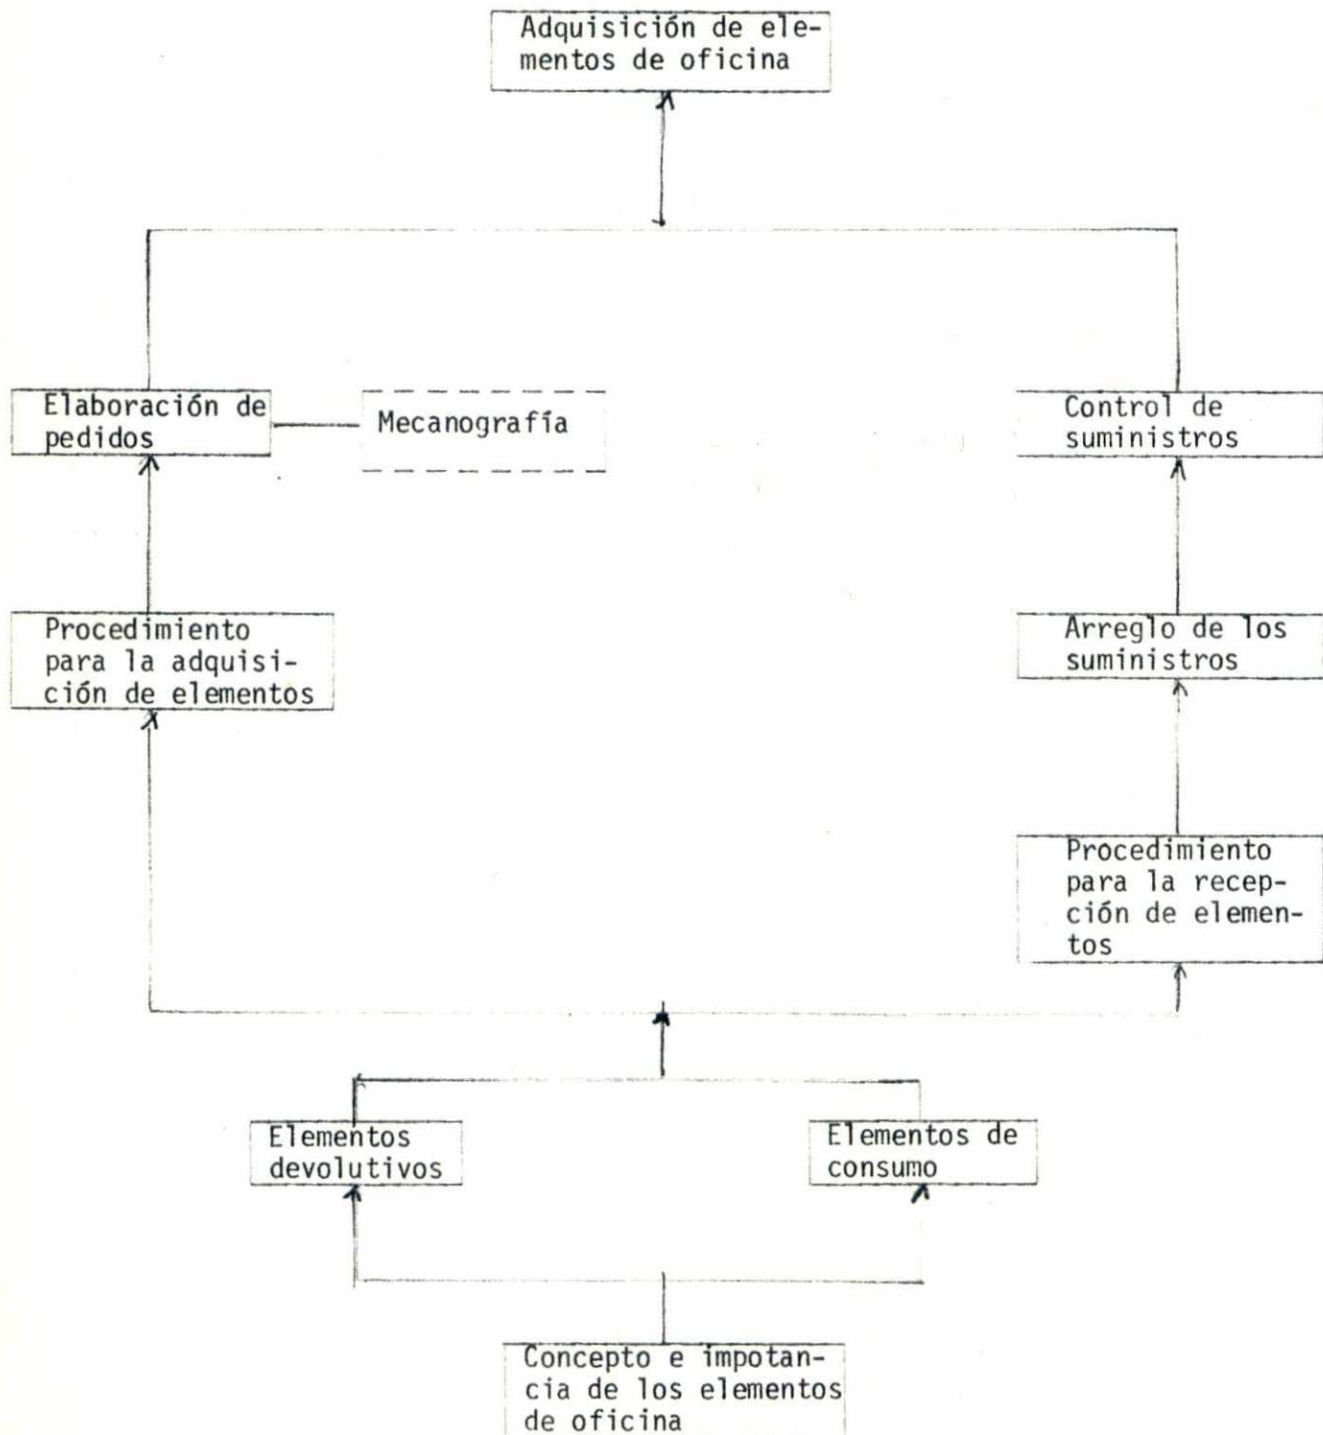 Adquisición de ele-
mentos de oficina
Elaboración de
pedidos
Mecanografía
Control de
suministros
Procedimiento
para la adquisi-
ción de elementos
Arreglo de los
suministros
Procedimiento
para la recep-
ción de elemen-
tos
Elementos
devolutivos
Elementos de
consumo
Concepto e impotan-
cia de los elementos
de oficina